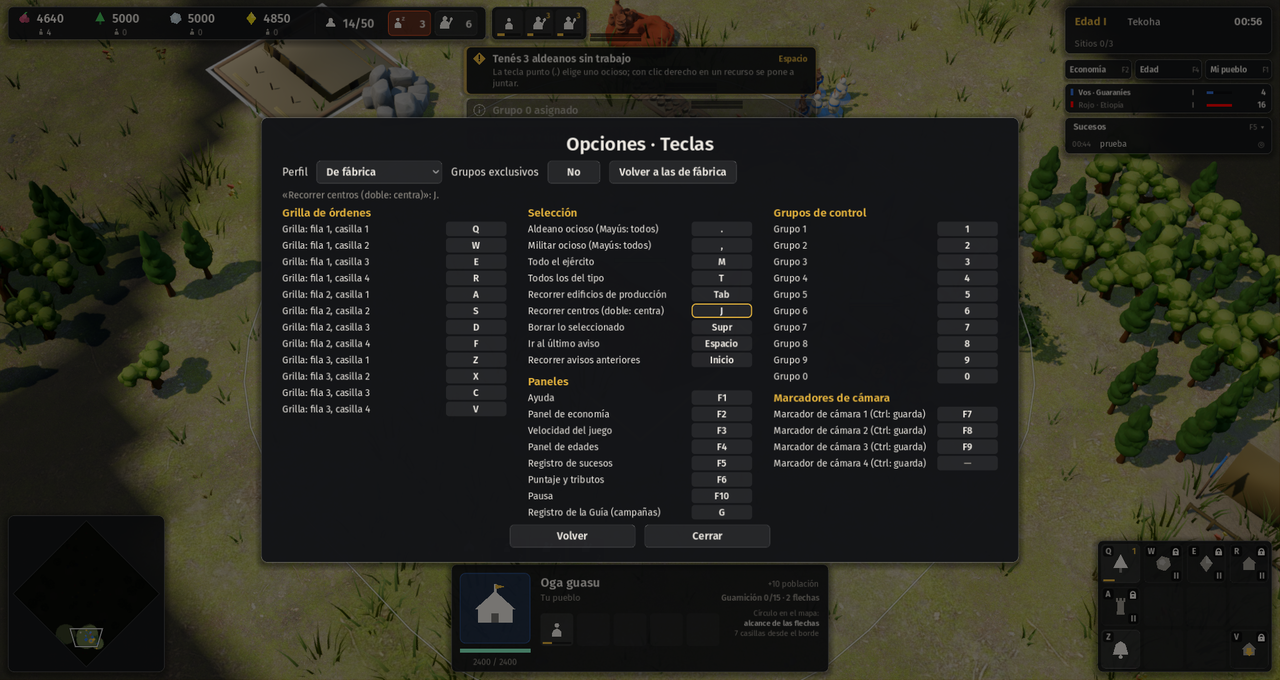 4640 5000 5000 4850 14/50 3 6
4 0 0 0
3 3
Tenés 3 aldeanos sin trabajo Espacio
La tecla punto (.) elige uno ocioso; con clic derecho en un recurso se pone a
juntar.
Grupo 0 asignado
Edad I Tekoha 00:56
Sitios 0/3
Economía F2 Edad F4 Mi pueblo F1
Vos · Guaraníes I 4
Rojo · Etiopía I 16
Sucesos F5
00:44 prueba
Opciones · Teclas
Perfil De fábrica Grupos exclusivos No Volver a las de fábrica
«Recorrer centros (doble: centra)»: J.
Grilla de órdenes
Grilla: fila 1, casilla 1 Q
Grilla: fila 1, casilla 2 W
Grilla: fila 1, casilla 3 E
Grilla: fila 1, casilla 4 R
Grilla: fila 2, casilla 1 A
Grilla: fila 2, casilla 2 S
Grilla: fila 2, casilla 3 D
Grilla: fila 2, casilla 4 F
Grilla: fila 3, casilla 1 Z
Grilla: fila 3, casilla 2 X
Grilla: fila 3, casilla 3 C
Grilla: fila 3, casilla 4 V
Selección
Aldeano ocioso (Mayús: todos) .
Militar ocioso (Mayús: todos) ,
Todo el ejército M
Todos los del tipo T
Recorrer edificios de producción Tab
Recorrer centros (doble: centra) J
Borrar lo seleccionado Supr
Ir al último aviso Espacio
Recorrer avisos anteriores Inicio
Paneles
Ayuda F1
Panel de economía F2
Velocidad del juego F3
Panel de edades F4
Registro de sucesos F5
Puntaje y tributos F6
Pausa F10
Registro de la Guía (campañas) G
Grupos de control
Grupo 1 1
Grupo 2 2
Grupo 3 3
Grupo 4 4
Grupo 5 5
Grupo 6 6
Grupo 7 7
Grupo 8 8
Grupo 9 9
Grupo 0 0
Marcadores de cámara
Marcador de cámara 1 (Ctrl: guarda) F7
Marcador de cámara 2 (Ctrl: guarda) F8
Marcador de cámara 3 (Ctrl: guarda) F9
Marcador de cámara 4 (Ctrl: guarda) —
Volver Cerrar
Oga guasu +10 población
Tu pueblo Guarnición 0/15 · 2 flechas
Círculo en el mapa:
alcance de las flechas
7 casillas desde el borde
2400 / 2400
Q 1 W E R
A
Z V